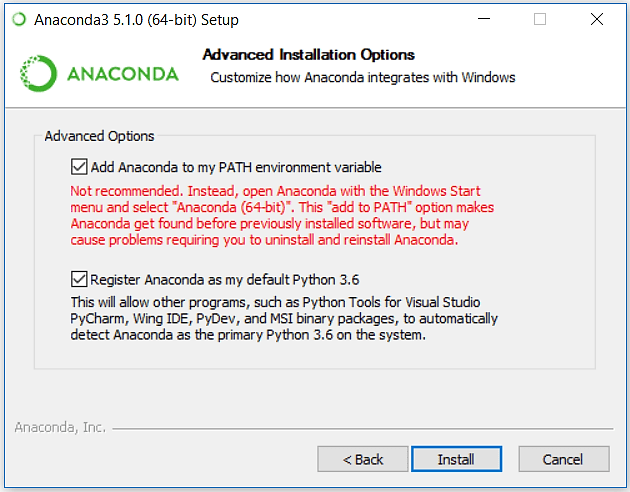 Anaconda3 5.1.0 (64-bit) Setup
ANACONDA
Advanced Installation Options
Customize how Anaconda integrates with Windows
Advanced Options
Add Anaconda to my PATH environment variable
Not recommended. Instead, open Anaconda with the Windows Start
menu and select "Anaconda (64-bit)". This "add to PATH" option makes
Anaconda get found before previously installed software, but may
cause problems requiring you to uninstall and reinstall Anaconda.
Register Anaconda as my default Python 3.6
This will allow other programs, such as Python Tools for Visual Studio
PyCharm, Wing IDE, PyDev, and MSI binary packages, to automatically
detect Anaconda as the primary Python 3.6 on the system.
Anaconda, Inc.
< Back
Install
Cancel